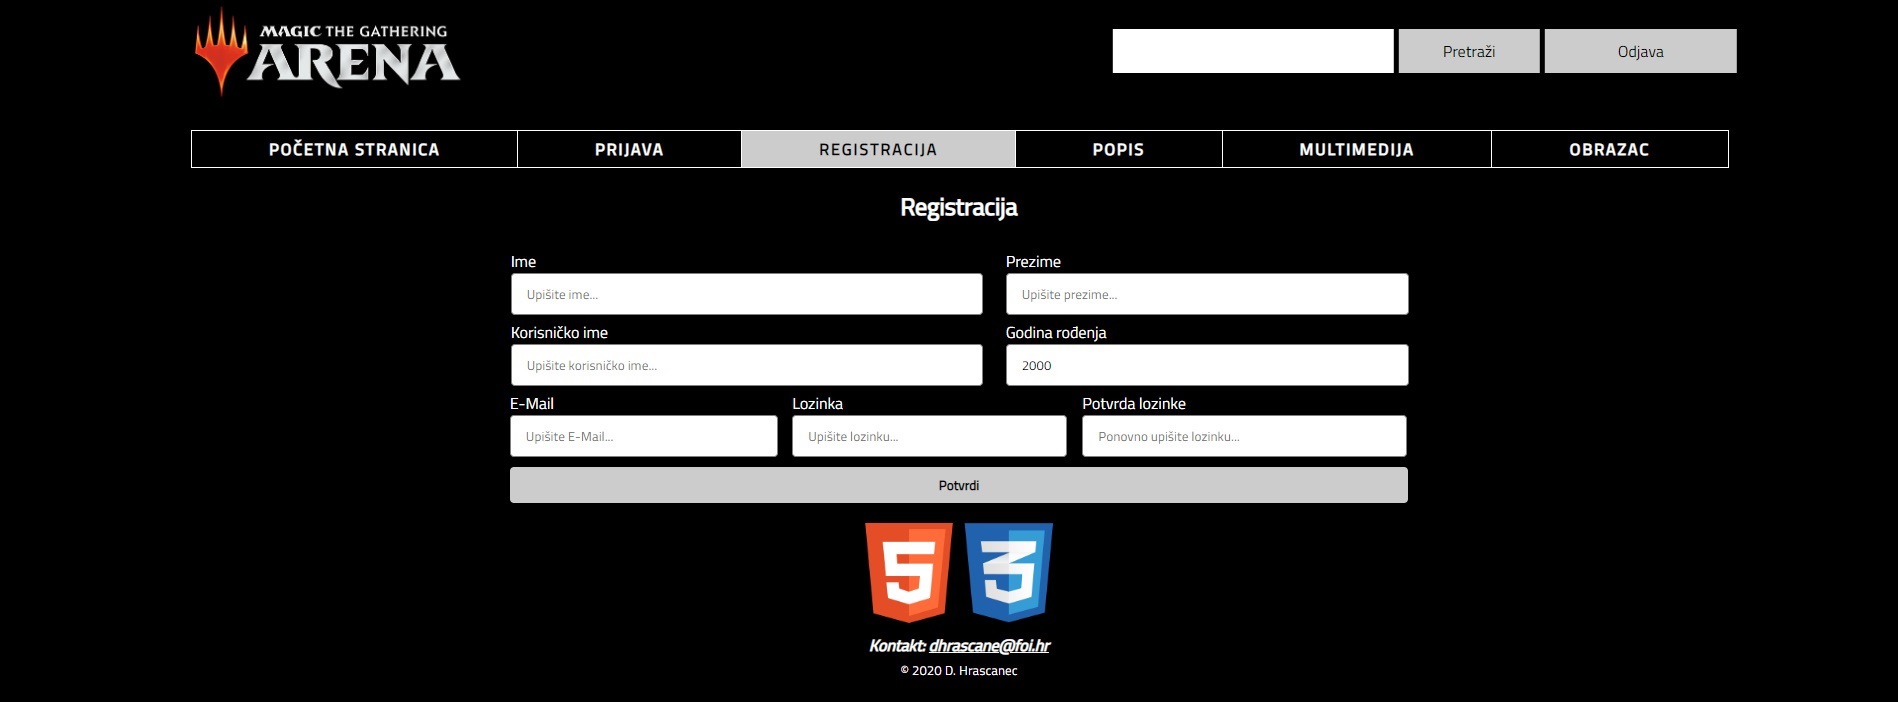 MAGIC THE GATHERING
ARENA
Pretraži
Odjava
POČETNA STRANICA
PRIJAVA
REGISTRACIJA
POPIS
MULTIMEDIJA
OBRAZAC
Registracija
Ime
Prezime
Upišite ime...
Upišite prezime...
Korisničko ime
Godina rođenja
Upišite korisničko ime...
2000
E-Mail
Lozinka
Potvrda lozinke
Upišite E-Mail...
Upišite lozinku...
Ponovno upišite lozinku...
Potvrdi
5
3
Kontakt: dhrascane@foi.hr
© 2020 D. Hrascanec